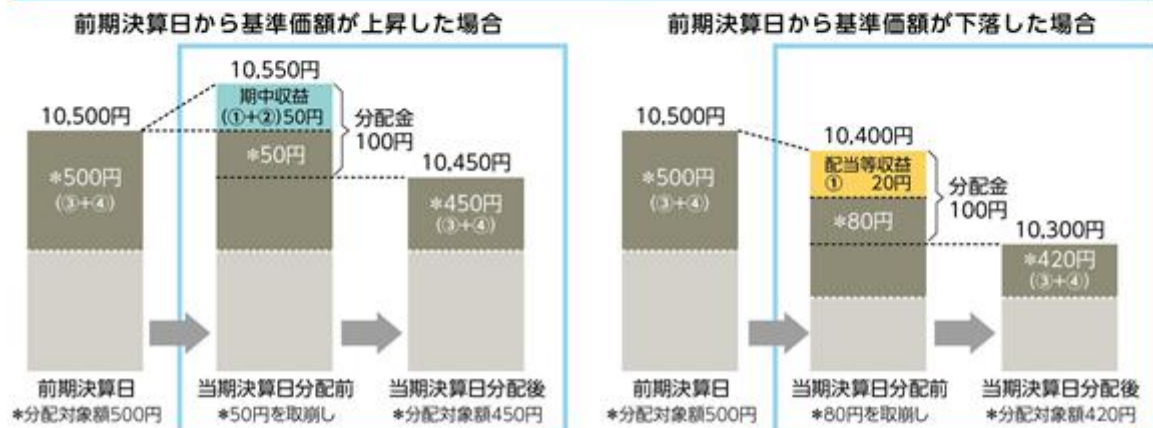 前期決算日から基準価額が上昇した場合
10,550円
期中収益
(①+②)50円
分配金
100円
10,500円
*500円
(③+④)
*50円
10,450円
*450円
(③+④)
前期決算日
*分配対象額500円
当期決算日分配前
*50円を取崩し
当期決算日分配後
*分配対象額450円
前期決算日から基準価額が下落した場合
10,500円
*500円
(③+④)
10,400円
配当等収益
① 20円
分配金
100円
*80円
10,300円
*420円
(③+④)
前期決算日
*分配対象額500円
当期決算日分配前
*80円を取崩し
当期決算日分配後
*分配対象額420円